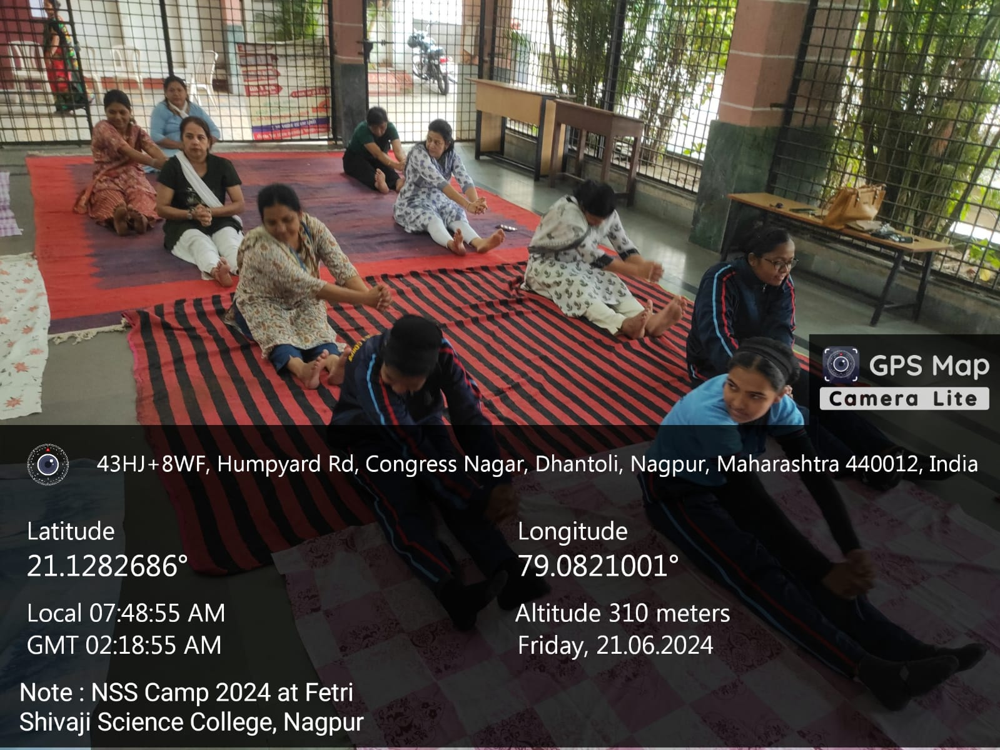 GPS Map
Camera Lite
43HJ+8WF, Humpyard Rd, Congress Nagar, Dhantoli, Nagpur, Maharashtra 440012, India
Latitude
21.1282686°
Longitude
79.0821001°
Local 07:48:55 AM
GMT 02:18:55 AM
Altitude 310 meters
Friday, 21.06.2024
Note : NSS Camp 2024 at Fetri
Shivaji Science College, Nagpur